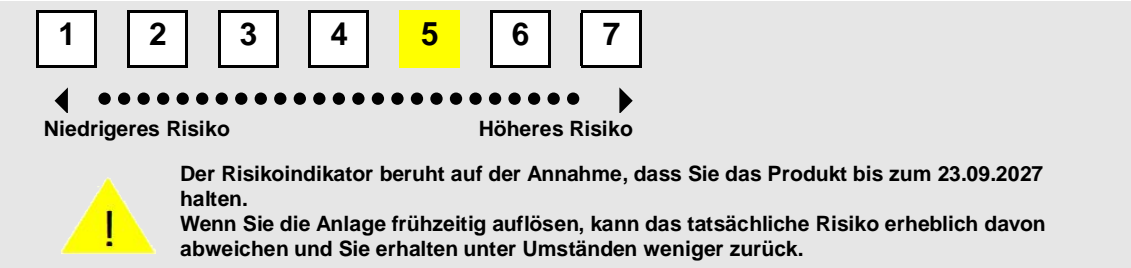 1 2 3 4 5 6 7
Niedrigeres Risiko Höheres Risiko
Der Risikoindikator beruht auf der Annahme, dass Sie das Produkt bis zum 23.09.2027
halten.
Wenn Sie die Anlage frühzeitig auflösen, kann das tatsächliche Risiko erheblich davon
abweichen und Sie erhalten unter Umständen weniger zurück.
!